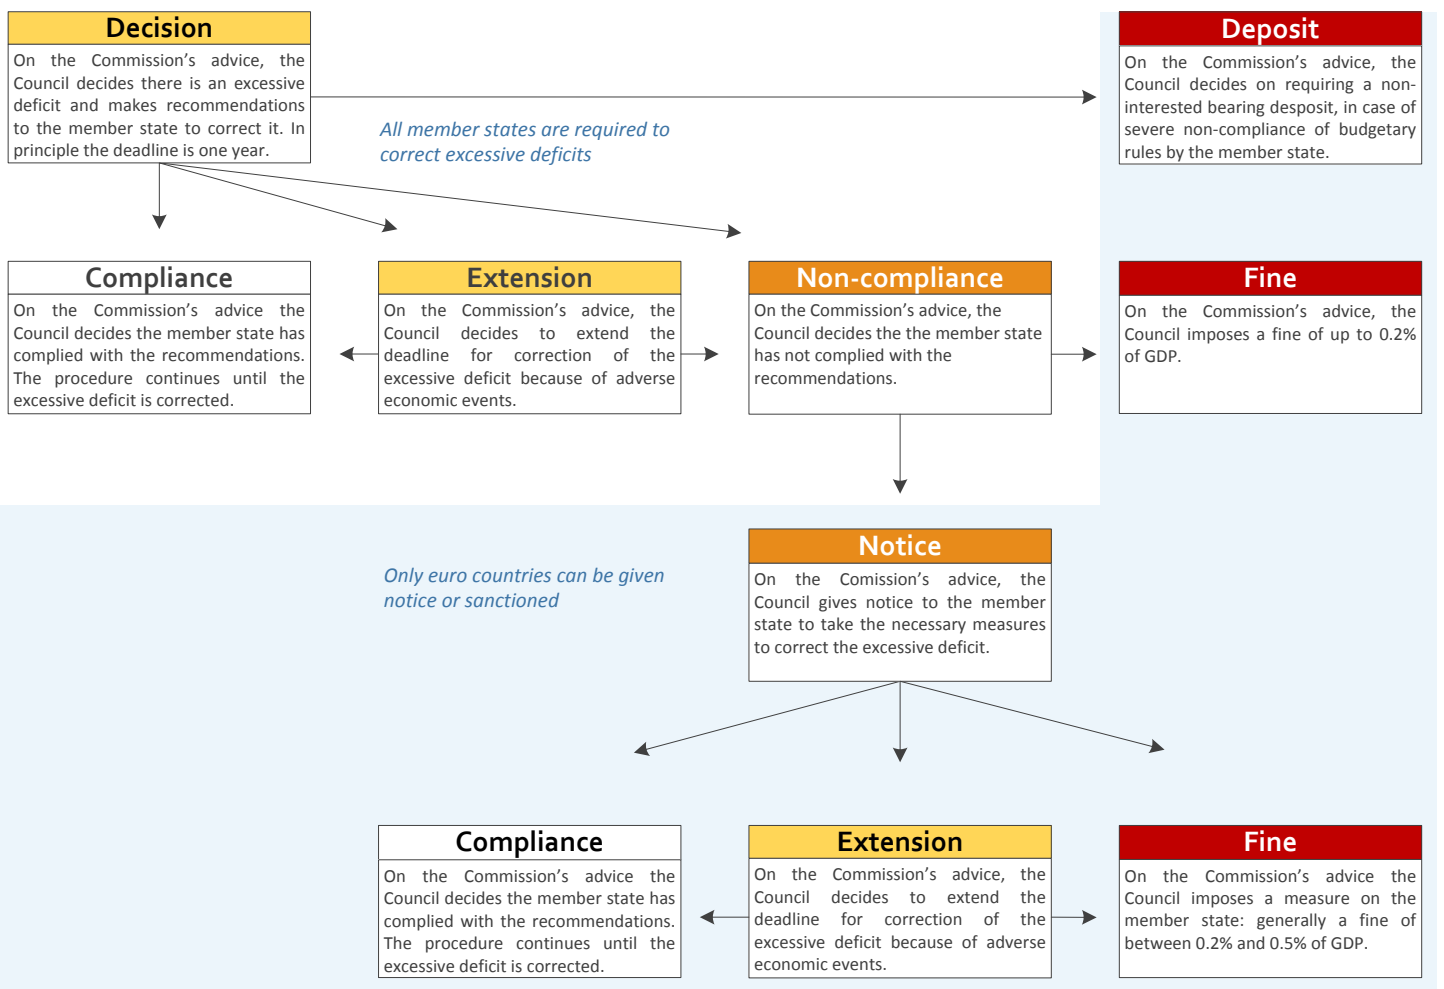 Decision
On the Commission's advice, the
Council decides there is an excessive
deficit and makes recommendations
to the member state to correct it. In
principle the deadline is one year.
Deposit
On the Commission's advice, the
Council decides on requiring a non-
interested bearing desposit, in case of
severe non-compliance of budgetary
rules by the member state.
All member states are required to
correct excessive deficits
Compliance
On the Commission's advice the
Council decides the member state has
complied with the recommendations.
The procedure continues until the
excessive deficit is corrected.
Extension
On the Commission's advice, the
Council decides to extend the
deadline for correction of the
excessive deficit because of adverse
economic events.
Non-compliance
On the Commission's advice, the
Council decides the the member state
has not complied with the
recommendations.
Fine
On the Commission's advice, the
Council imposes a fine of up to 0.2%
of GDP.
Only euro countries can be given
notice or sanctioned
Notice
On the Comission's advice, the
Council gives notice to the member
state to take the necessary measures
to correct the excessive deficit.
Compliance
On the Commission's advice the
Council decides the member state has
complied with the recommendations.
The procedure continues until the
excessive deficit is corrected.
Extension
On the Commission's advice, the
Council decides to extend the
deadline for correction of the
excessive deficit because of adverse
economic events.
Fine
On the Commission's advice the
Council imposes a measure on the
member state: generally a fine of
between 0.2% and 0.5% of GDP.